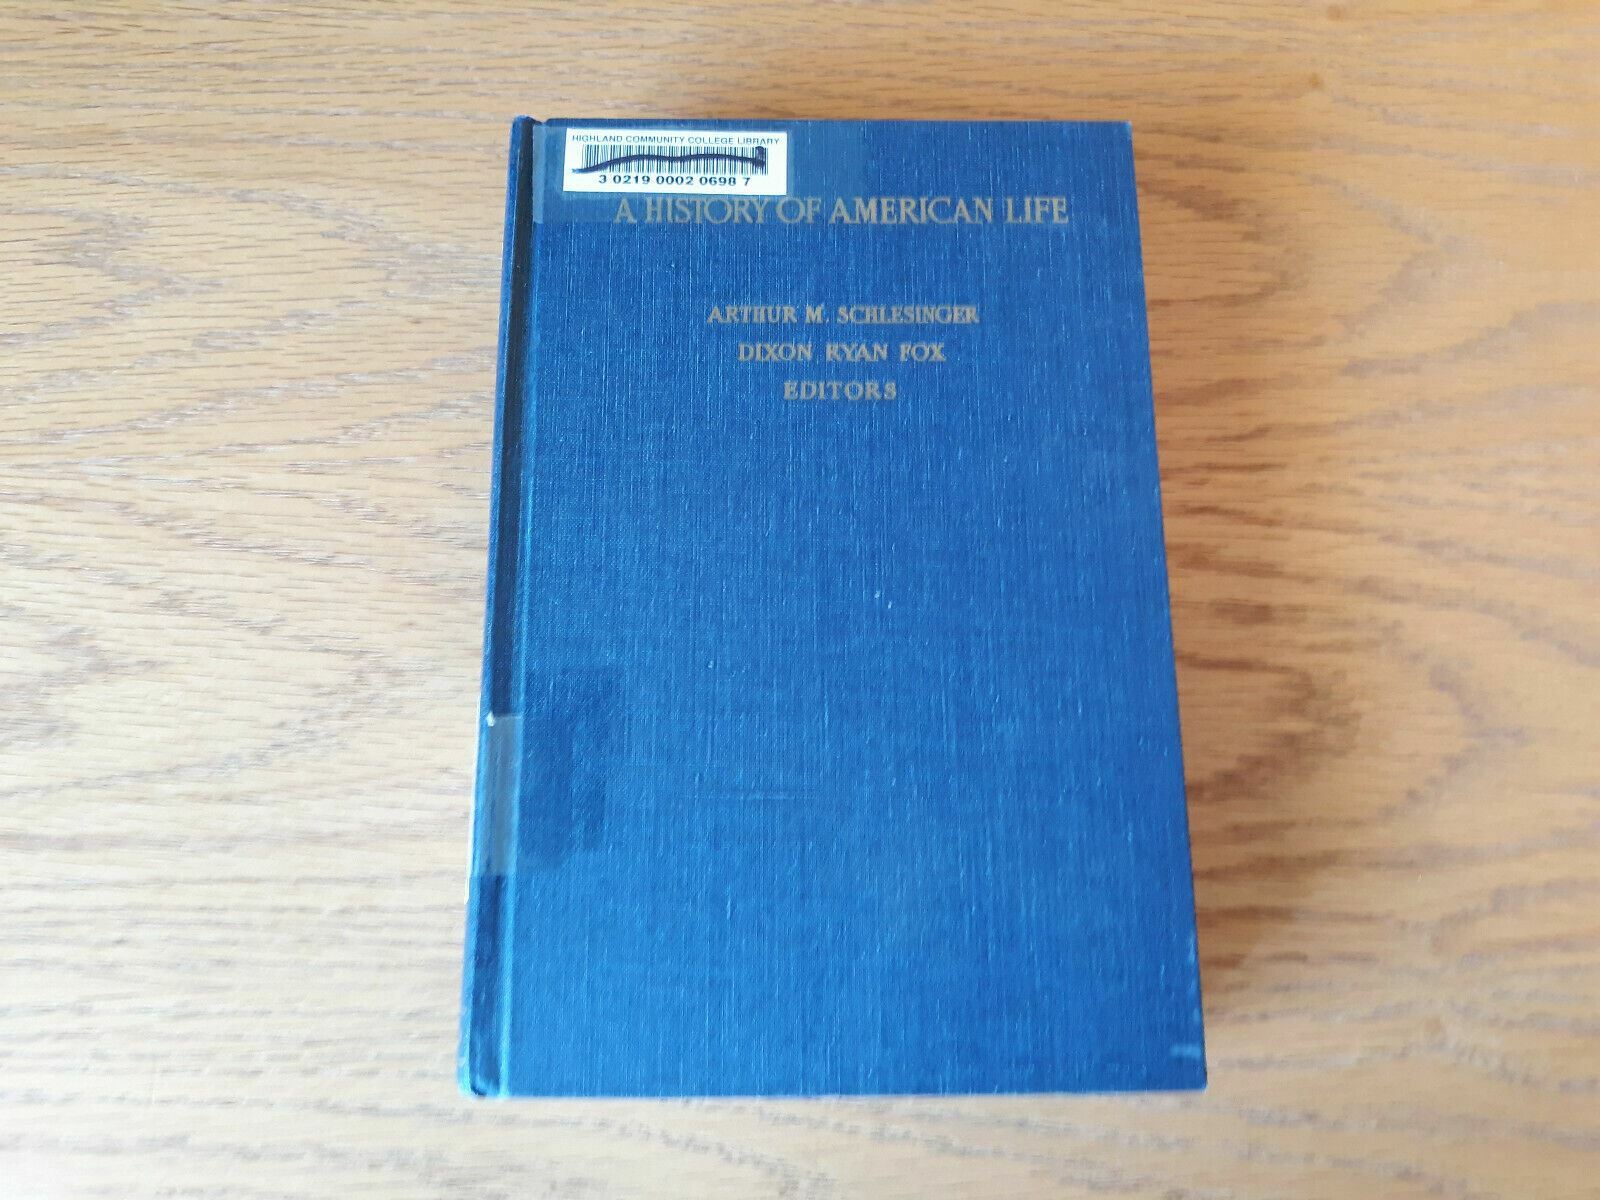 HIGHLAND COMMUNITY COLLEGE LIBRARY
3 0219 0002 0698 7
A HISTORY OF AMERICAN LIFE
ARTHUR M. SCHLESINGER
DIXON RYAN FOX
EDITORS